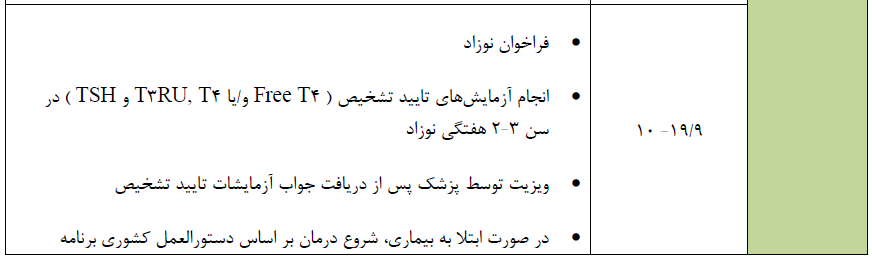 ۱۰ -۱۹/۹
• فراخوان نوزاد
• انجام آزمایش‌های تایید تشخیص ( Free T۴ و/یا T۳RU, T۴ و TSH ) در
سن ۳-۲ هفتگی نوزاد
• ویزیت توسط پزشک پس از دریافت جواب آزمایشات تایید تشخیص
• در صورت ابتلا به بیماری، شروع درمان بر اساس دستورالعمل کشوری برنامه